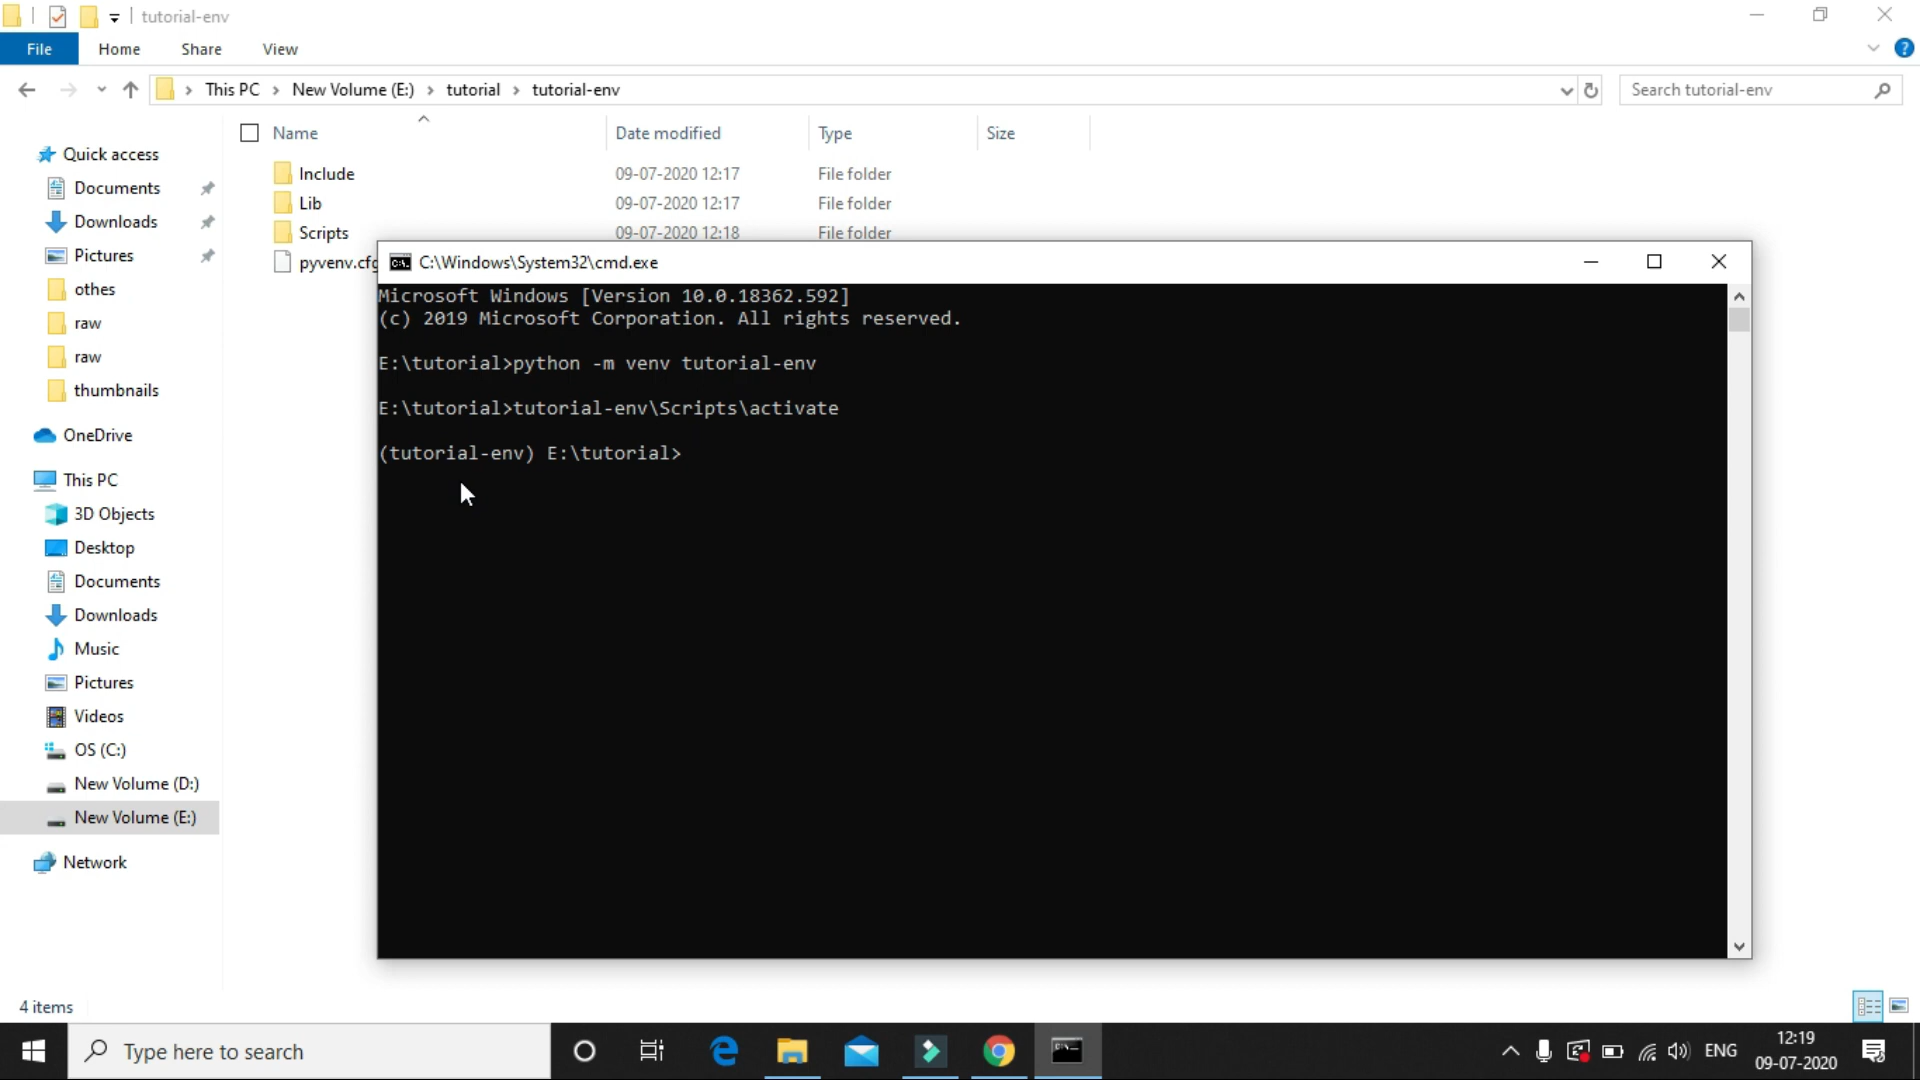 tutorial-env
File Home Share View
This PC New Volume (E:) tutorial tutorial-env
Search tutorial-env
Name Date modified Type Size
Include 09-07-2020 12:17 File folder
Lib 09-07-2020 12:17 File folder
Scripts 09-07-2020 12:18 File folder
pyvenv.cfg
Quick access
Documents
Downloads
Pictures
othes
raw
raw
thumbnails
OneDrive
This PC
3D Objects
Desktop
Documents
Downloads
Music
Pictures
Videos
OS (C:)
New Volume (D:)
New Volume (E:)
Network
4 items
C:\Windows\System32\cmd.exe
Microsoft Windows [Version 10.0.18362.592]
(c) 2019 Microsoft Corporation. All rights reserved.
E:\tutorial>python -m venv tutorial-env
E:\tutorial>tutorial-env\Scripts\activate
(tutorial-env) E:\tutorial>
Type here to search
ENG
12:19
09-07-2020